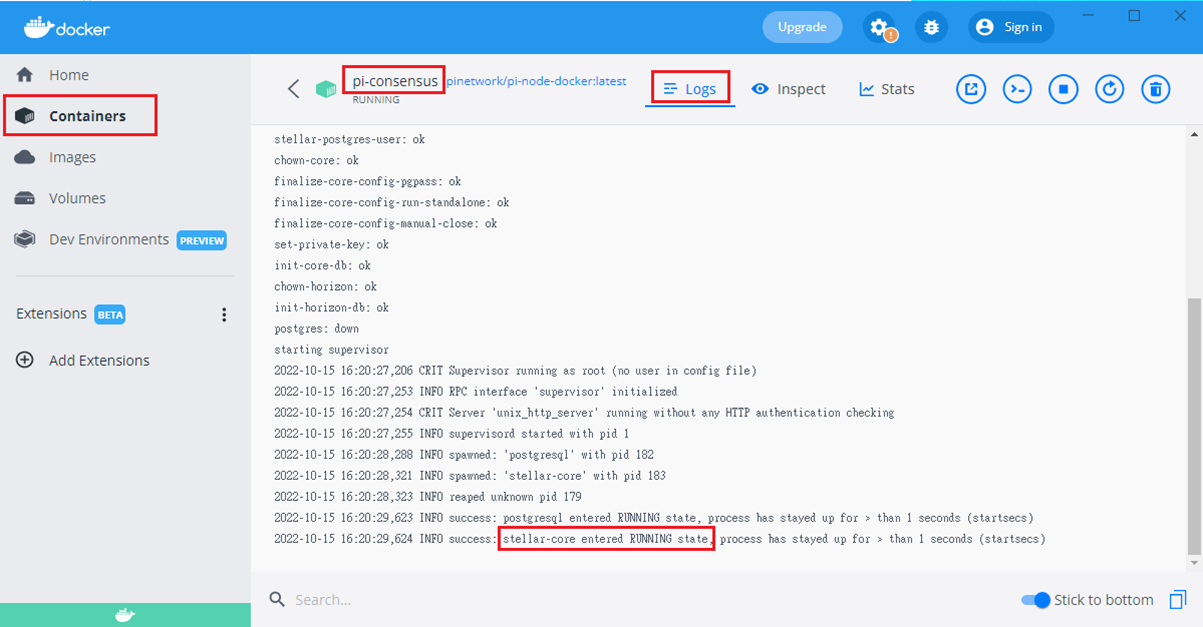 docker
Upgrade
Sign in
Home
Containers
Images
Volumes
Dev Environments PREVIEW
Extensions BETA
Add Extensions
pi-consensus pinetwork/pi-node-docker:latest
RUNNING
Logs
Inspect
Stats
stellar-postgres-user: ok
chown-core: ok
finalize-core-config-pgpass: ok
finalize-core-config-run-standalone: ok
finalize-core-config-manual-close: ok
set-private-key: ok
init-core-db: ok
chown-horizon: ok
init-horizon-db: ok
postgres: down
starting supervisor
2022-10-15 16:20:27,206 CRIT Supervisor running as root (no user in config file)
2022-10-15 16:20:27,253 INFO RPC interface 'supervisor' initialized
2022-10-15 16:20:27,254 CRIT Server 'unix_http_server' running without any HTTP authentication checking
2022-10-15 16:20:27,255 INFO supervisord started with pid 1
2022-10-15 16:20:28,288 INFO spawned: 'postgresql' with pid 182
2022-10-15 16:20:28,321 INFO spawned: 'stellar-core' with pid 183
2022-10-15 16:20:28,323 INFO reaped unknown pid 179
2022-10-15 16:20:29,623 INFO success: postgresql entered RUNNING state, process has stayed up for > than 1 seconds (startsecs)
2022-10-15 16:20:29,624 INFO success: stellar-core entered RUNNING state, process has stayed up for > than 1 seconds (startsecs)
Search...
Stick to bottom